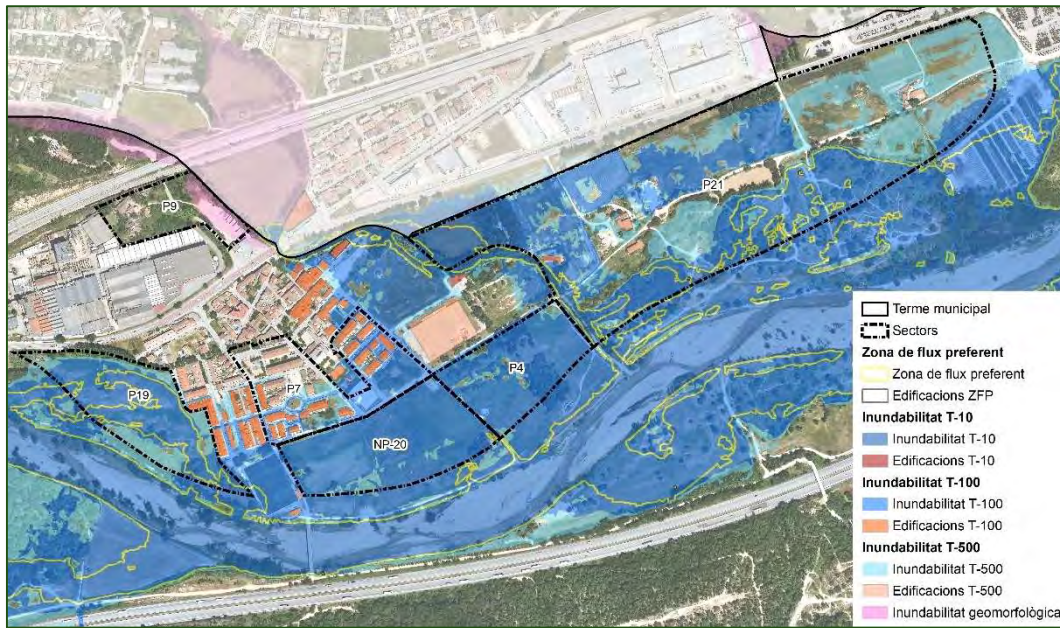 P9
P21
P19
P7
P4
NP-20
Terme municipal
Sectors
Zona de flux preferent
Zona de flux preferent
Edificacions ZFP
Inundabilitat T-10
Inundabilitat T-10
Edificacions T-10
Inundabilitat T-100
Inundabilitat T-100
Edificacions T-100
Inundabilitat T-500
Inundabilitat T-500
Edificacions T-500
Inundabilitat geomorfològica